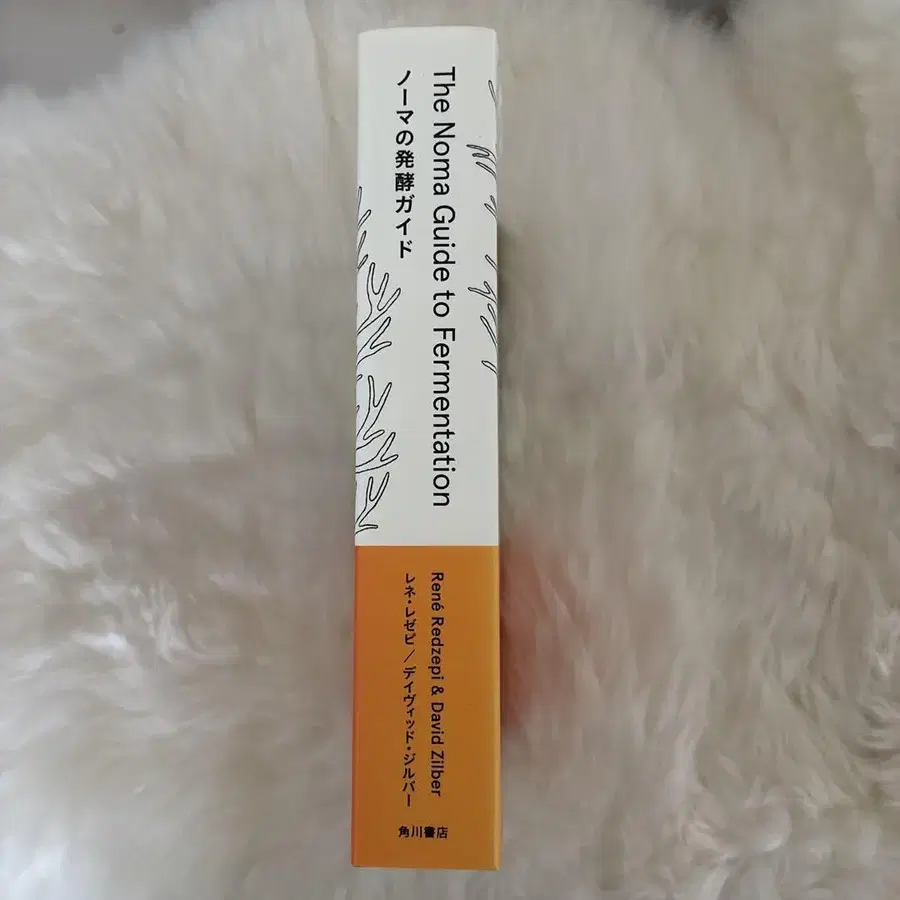 The Noma Guide to Fermentation
ノーマの発酵ガイド
René Redzepi & David Zilber
レネ・レゼピ/デイヴィッド・ジルバー
角川書店